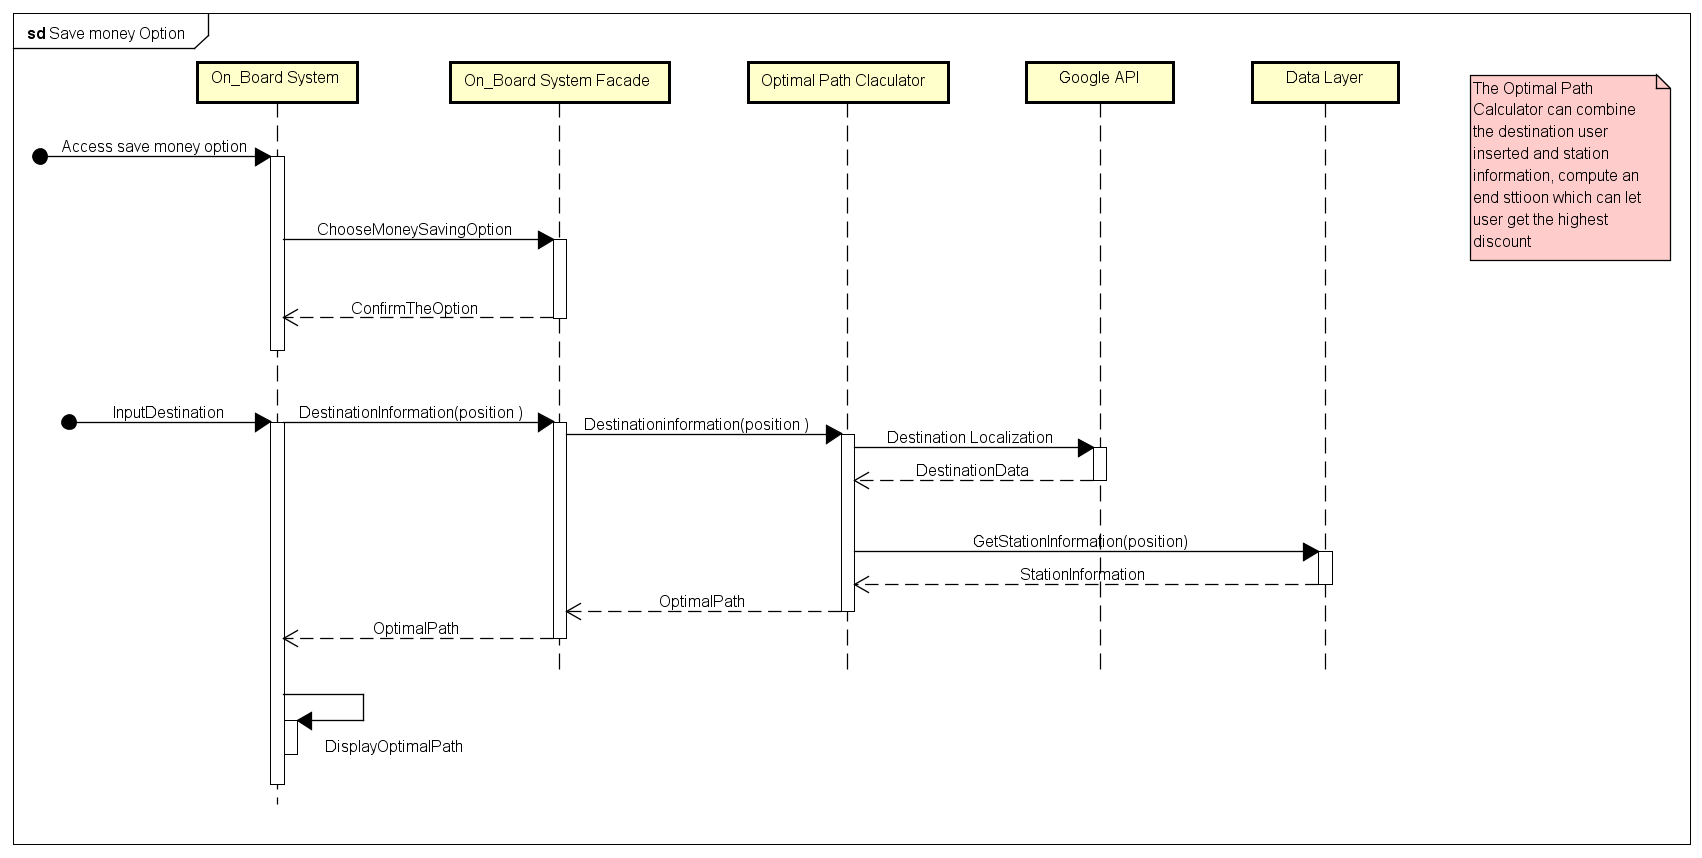 sd Save money Option
On_Board System
On_Board System Facade
Optimal Path Claculator
Google API
Data Layer
The Optimal Path
Calculator can combine
the destination user
inserted and station
information, compute an
end sttioon which can let
user get the highest
discount
Access save money option
ChooseMoneySavingOption
ConfirmTheOption
InputDestination
DestinationInformation(position )
Destinationinformation(position )
Destination Localization
DestinationData
GetStationInformation(position)
StationInformation
OptimalPath
OptimalPath
DisplayOptimalPath